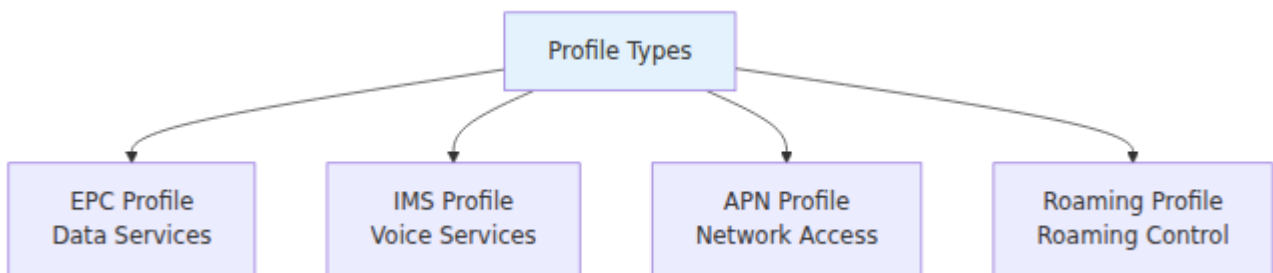 Profile Types
EPC Profile
Data Services
IMS Profile
Voice Services
APN Profile
Network Access
Roaming Profile
Roaming Control